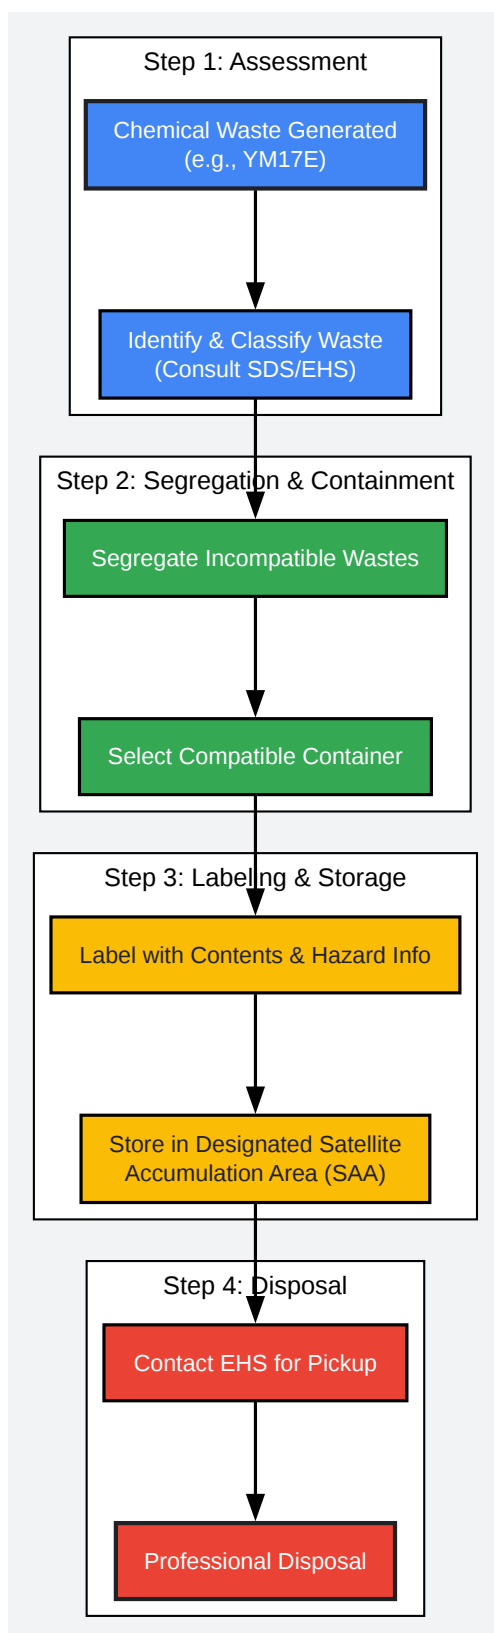 Step 1: Assessment
Chemical Waste Generated
(e.g., YM17E)
Identify & Classify Waste
(Consult SDS/EHS)
Step 2: Segregation & Containment
Segregate Incompatible Wastes
Select Compatible Container
Step 3: Labeling & Storage
Label with Contents & Hazard Info
Store in Designated Satellite
Accumulation Area (SAA)
Step 4: Disposal
Contact EHS for Pickup
Professional Disposal